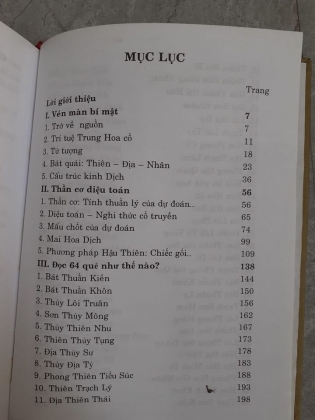 MỤC LỤC
Trang
Lời giới thiệu
I. Vén màn bí mật 7
1. Trở về nguồn 7
2. Trí tuệ Trung Hoa cổ 11
3. Tứ tượng 18
4. Bát quái: Thiên – Địa – Nhân 23
5. Cấu trúc kinh Dịch 36
II. Thần cơ diệu toán 56
1. Thần cơ: Tính thuần lý của dự đoán.. 56
2. Diệu toán – Nghi thức cổ truyền 65
3. Mấu chốt của dự đoán 74
4. Mai Hoa Dịch 99
5. Phương pháp Hậu Thiên: Chiếc gối.. 109
III. Đọc 64 quẻ như thế nào? 138
1. Bát Thuần Kiền 144
2. Bát Thuần Khôn 150
3. Thủy Lôi Truân 156
4. Sơn Thủy Mông 162
5. Thủy Thiên Nhu 167
6. Thiên Thủy Tụng 173
7. Địa Thủy Sư 178
8. Thủy Địa Tỷ 183
9. Phong Thiên Tiểu Súc 188
10. Thiên Trạch Lý 193
11. Địa Thiên Thái 198